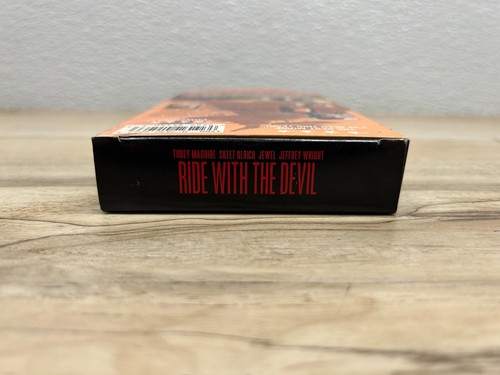 TOBEY MAGUIRE SKEET ULRICH JEWEL JEFFREY WRIGHT
RIDE WITH THE DEVIL